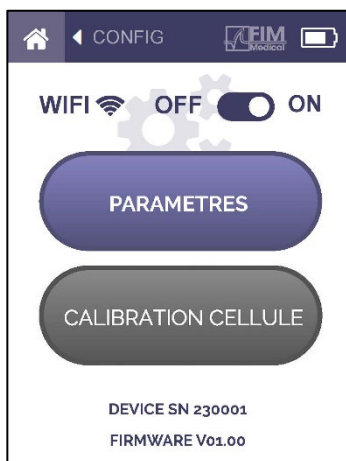 CONFIG FIM Medical
WIFI OFF ON
PARAMETRES
CALIBRATION CELLULE
DEVICE SN 230001
FIRMWARE V01.00